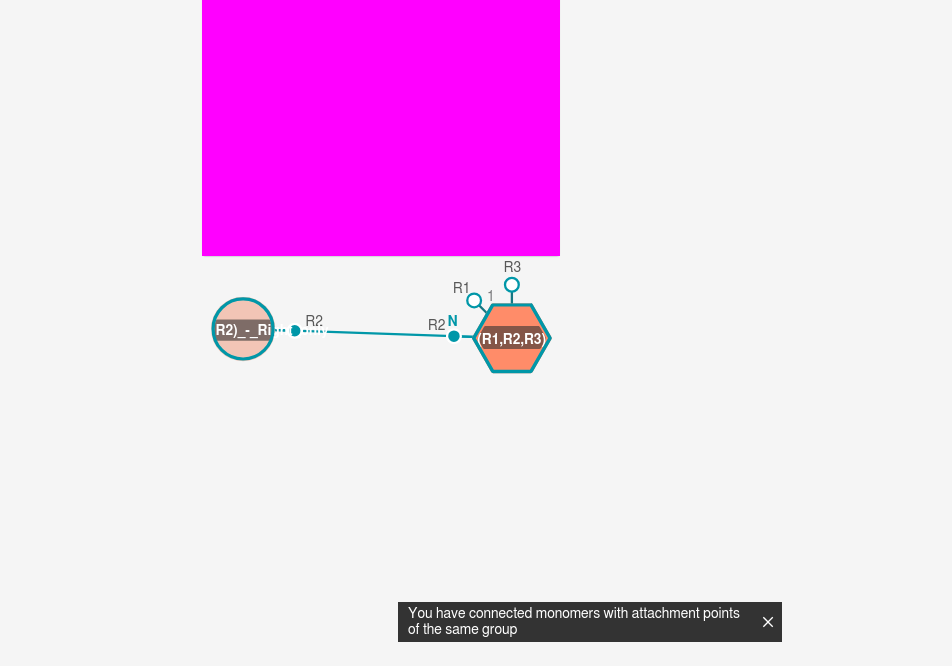 R3
R1
1
R2
R2
N
R2)_-_Ri
(R1,R2,R3)
You have connected monomers with attachment points
of the same group